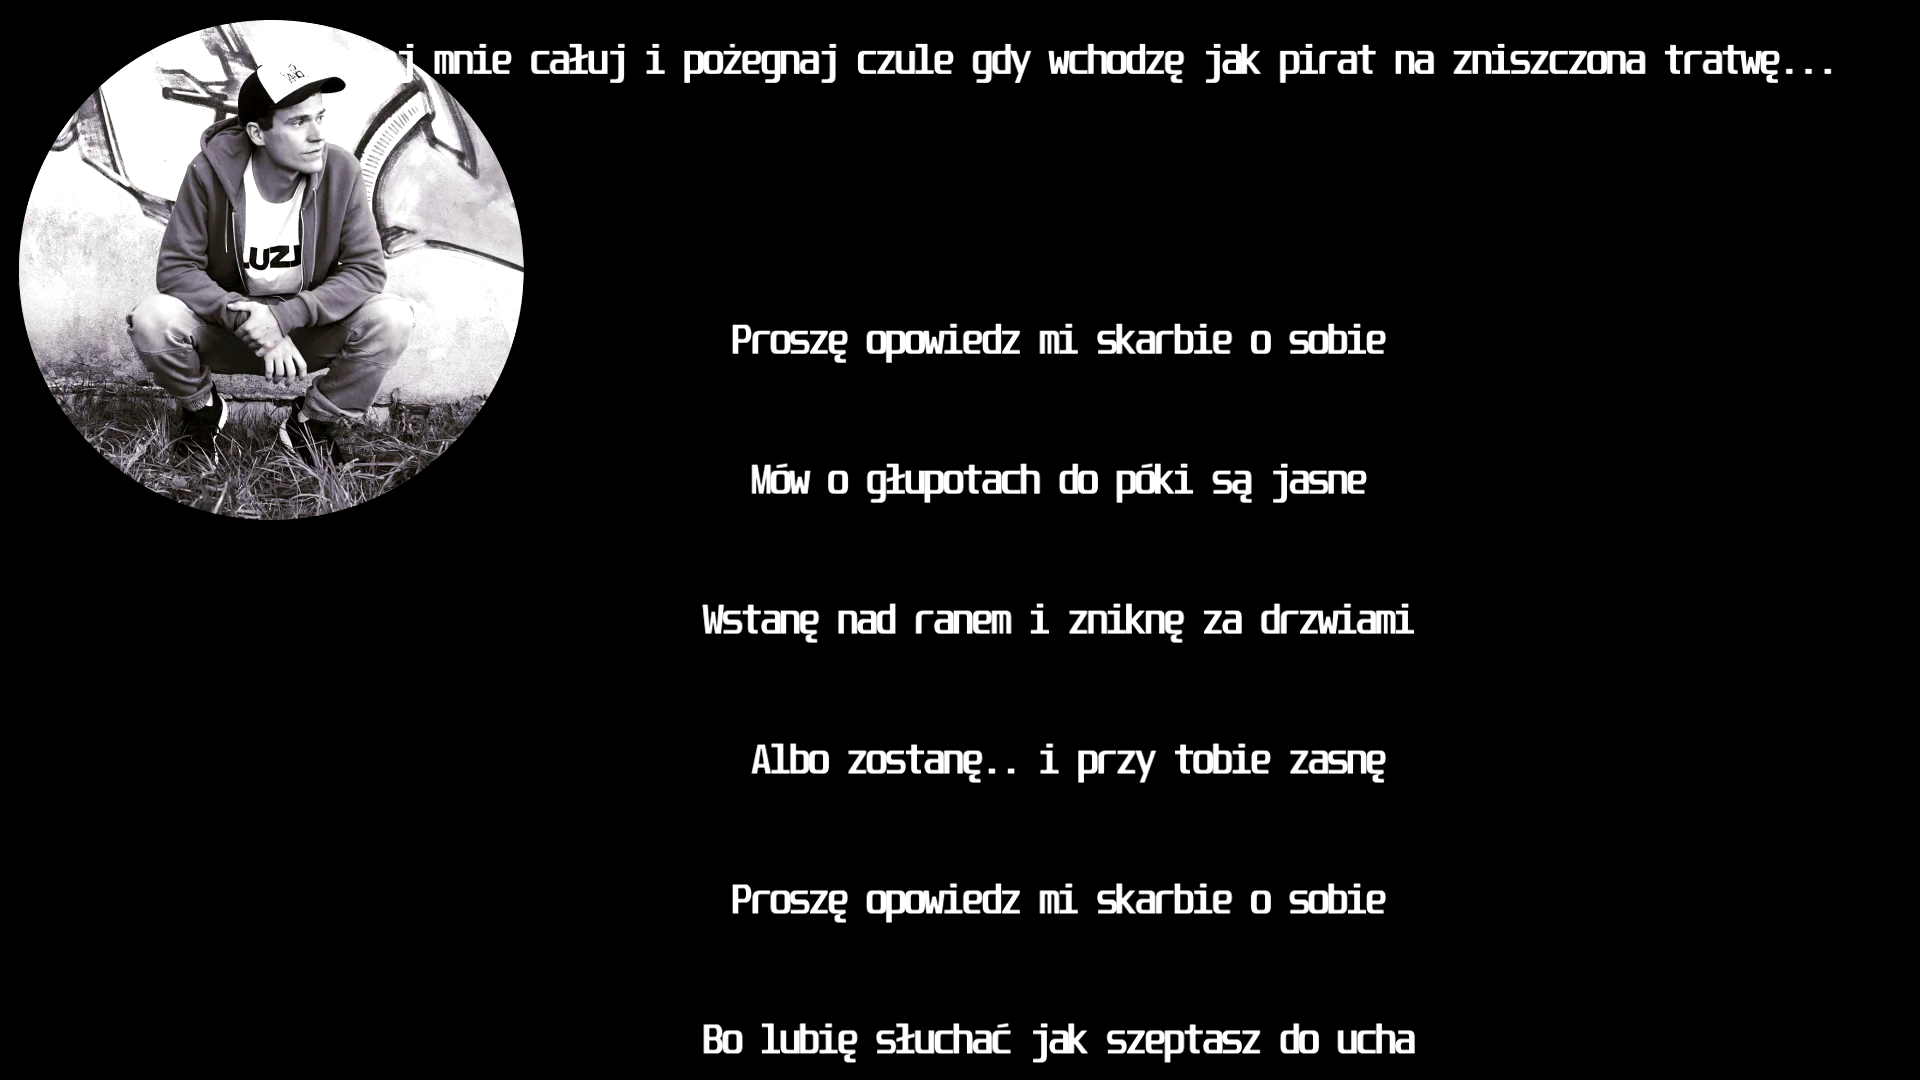 mnie całuj i pożegnaj czule gdy wchodzę jak pirat na zniszczona tratwę...
Proszę opowiedz mi skarbie o sobie
Mów o głupotach do póki są jasne
Wstanę nad ranem i zniknę za drzwiami
Albo zostanę.. i przy tobie zasnę
Proszę opowiedz mi skarbie o sobie
Bo lubię słuchać jak szeptasz do ucha